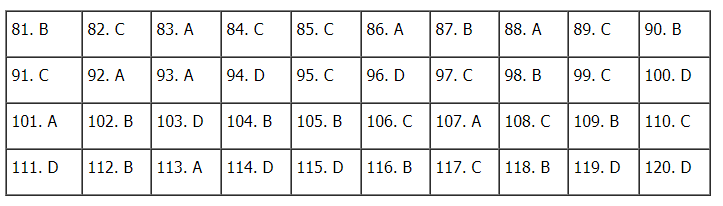 81. B 82. C 83. A 84. C 85. C 86. A 87. B 88. A 89. C 90. B
91. C 92. A 93. A 94. D 95. C 96. D 97. C 98. B 99. C 100. D
101. A 102. B 103. D 104. B 105. B 106. C 107. A 108. C 109. B 110. C
111. D 112. B 113. A 114. D 115. D 116. B 117. C 118. B 119. D 120. D